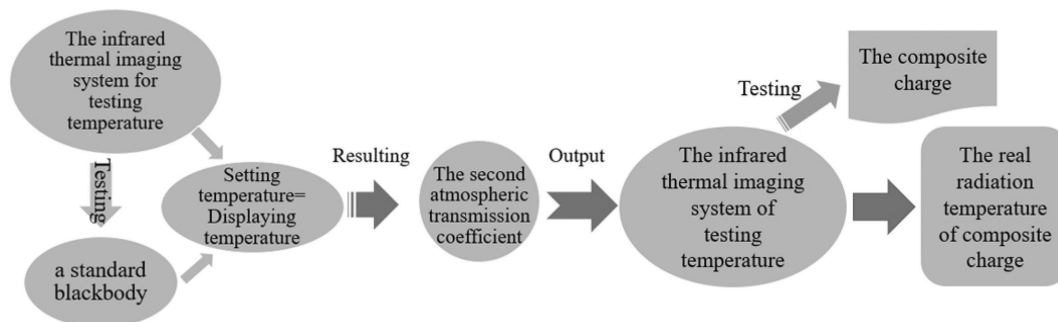 The infrared
thermal imaging
system for
testing
temperature
Testing
a standard
blackbody
Setting
temperature=
Displaying
temperature
Resulting
The second
atmospheric
transmission
coefficient
Output
The infrared
thermal imaging
system of
testing
temperature
Testing
The composite
charge
The real
radiation
temperature
of composite
charge